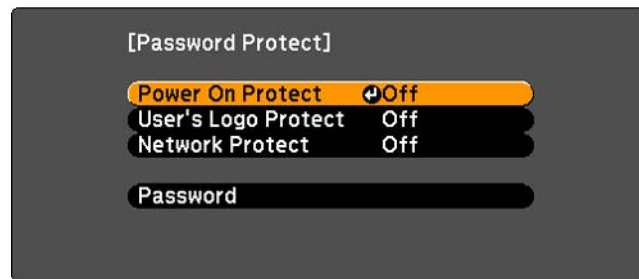 [Password Protect]
Power On Protect Off
User's Logo Protect Off
Network Protect Off
Password